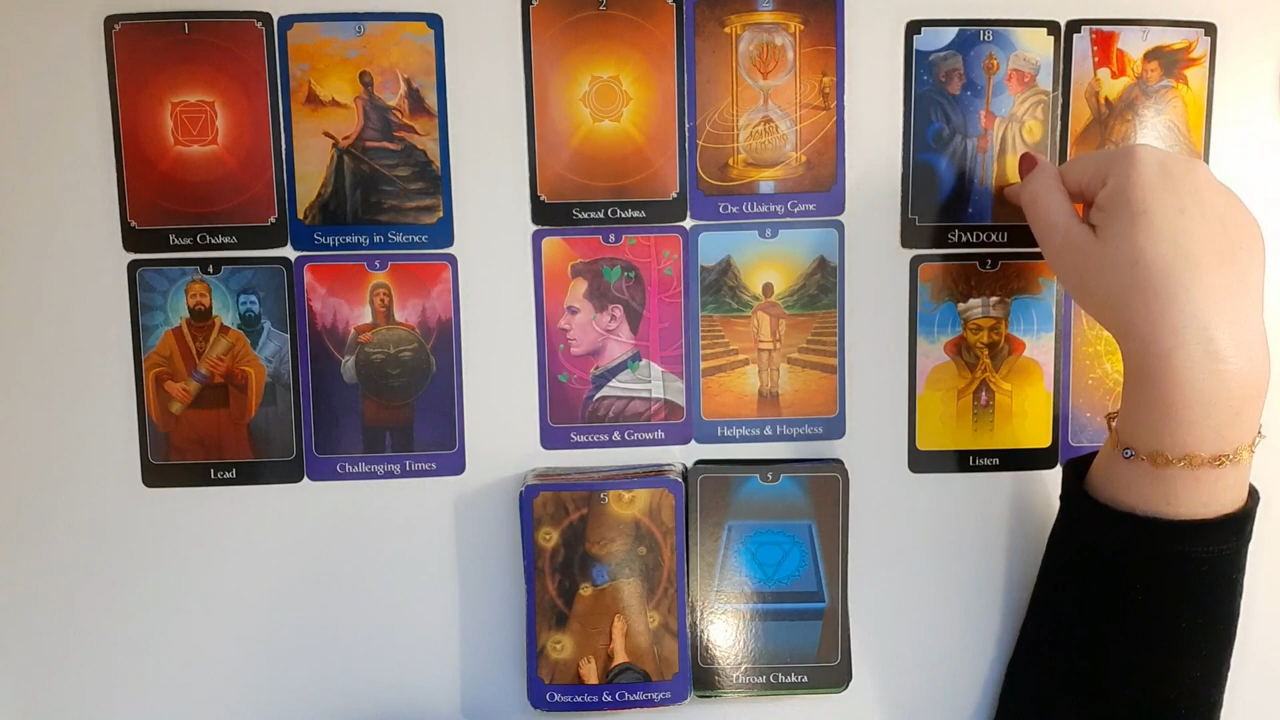 1
Base Chakra
9
Suffering in Silence
2
Sacral Chakra
2
The Waiting Game
18
Shadow
7
4
Lead
5
Challenging Times
8
Success & Growth
8
Helpless & Hopeless
2
Listen
5
Obstacles & Challenges
5
Throat Chakra